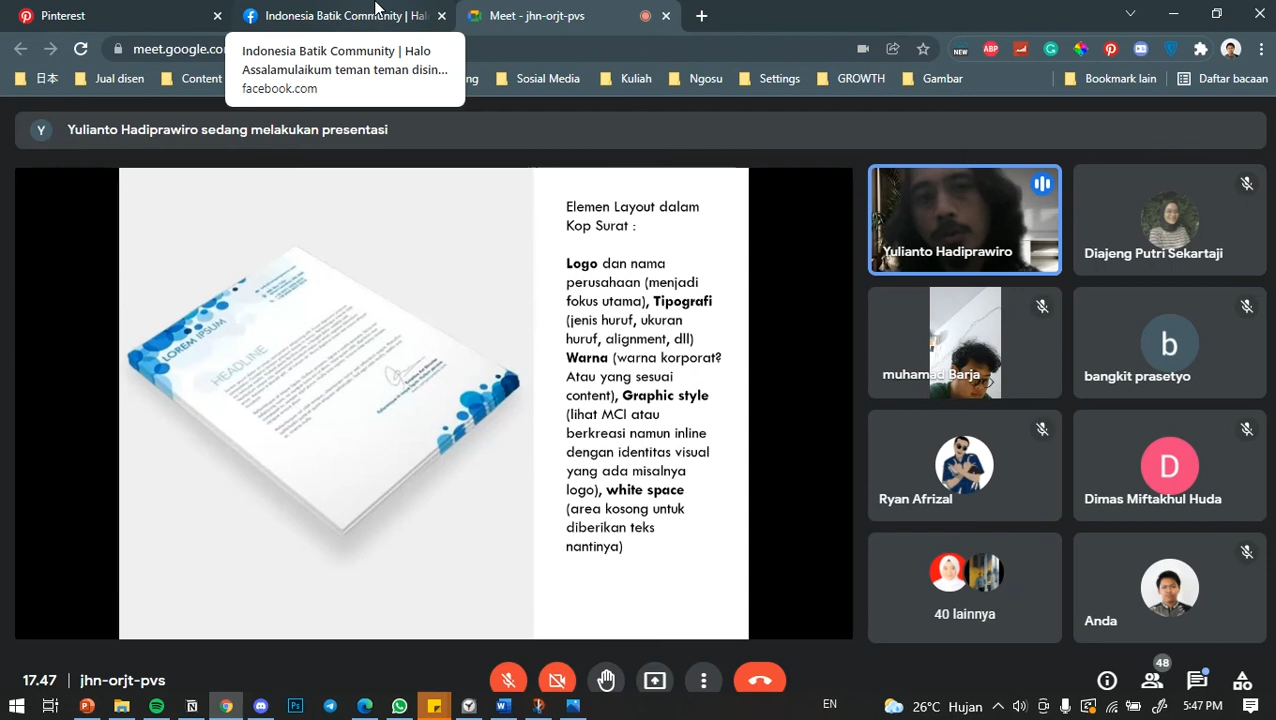 Pinterest
Indonesia Batik Community | Hal
Meet - jhn-orjt-pvs
meet.google.co
Indonesia Batik Community | Halo
Assalamulaikum teman teman disin...
facebook.com
日本
Jual disen
Content
ng
Sosial Media
Kuliah
Ngosu
Settings
GROWTH
Gambar
Bookmark lain
Daftar bacaan
NEW
ABP
Y
Yulianto Hadiprawiro sedang melakukan presentasi
LOREM IPSUM
HEADLINE
Elemen Layout dalam
Kop Surat :
Logo dan nama
perusahaan (menjadi
fokus utama), Tipografi
(jenis huruf, ukuran
huruf, alignment, dll)
Warna (warna korporat?
Atau yang sesuai
content), Graphic style
(lihat MCI atau
berkreasi namun inline
dengan identitas visual
yang ada misalnya
logo), white space
(area kosong untuk
diberikan teks
nantinya)
Yulianto Hadiprawiro
Diajeng Putri Sekartaji
muhamad Barja
b
bangkit prasetyo
Ryan Afrizal
D
Dimas Miftakhul Huda
40 lainnya
Anda
17.47 | jhn-orjt-pvs
48
EN
26°C Hujan
5:47 PM